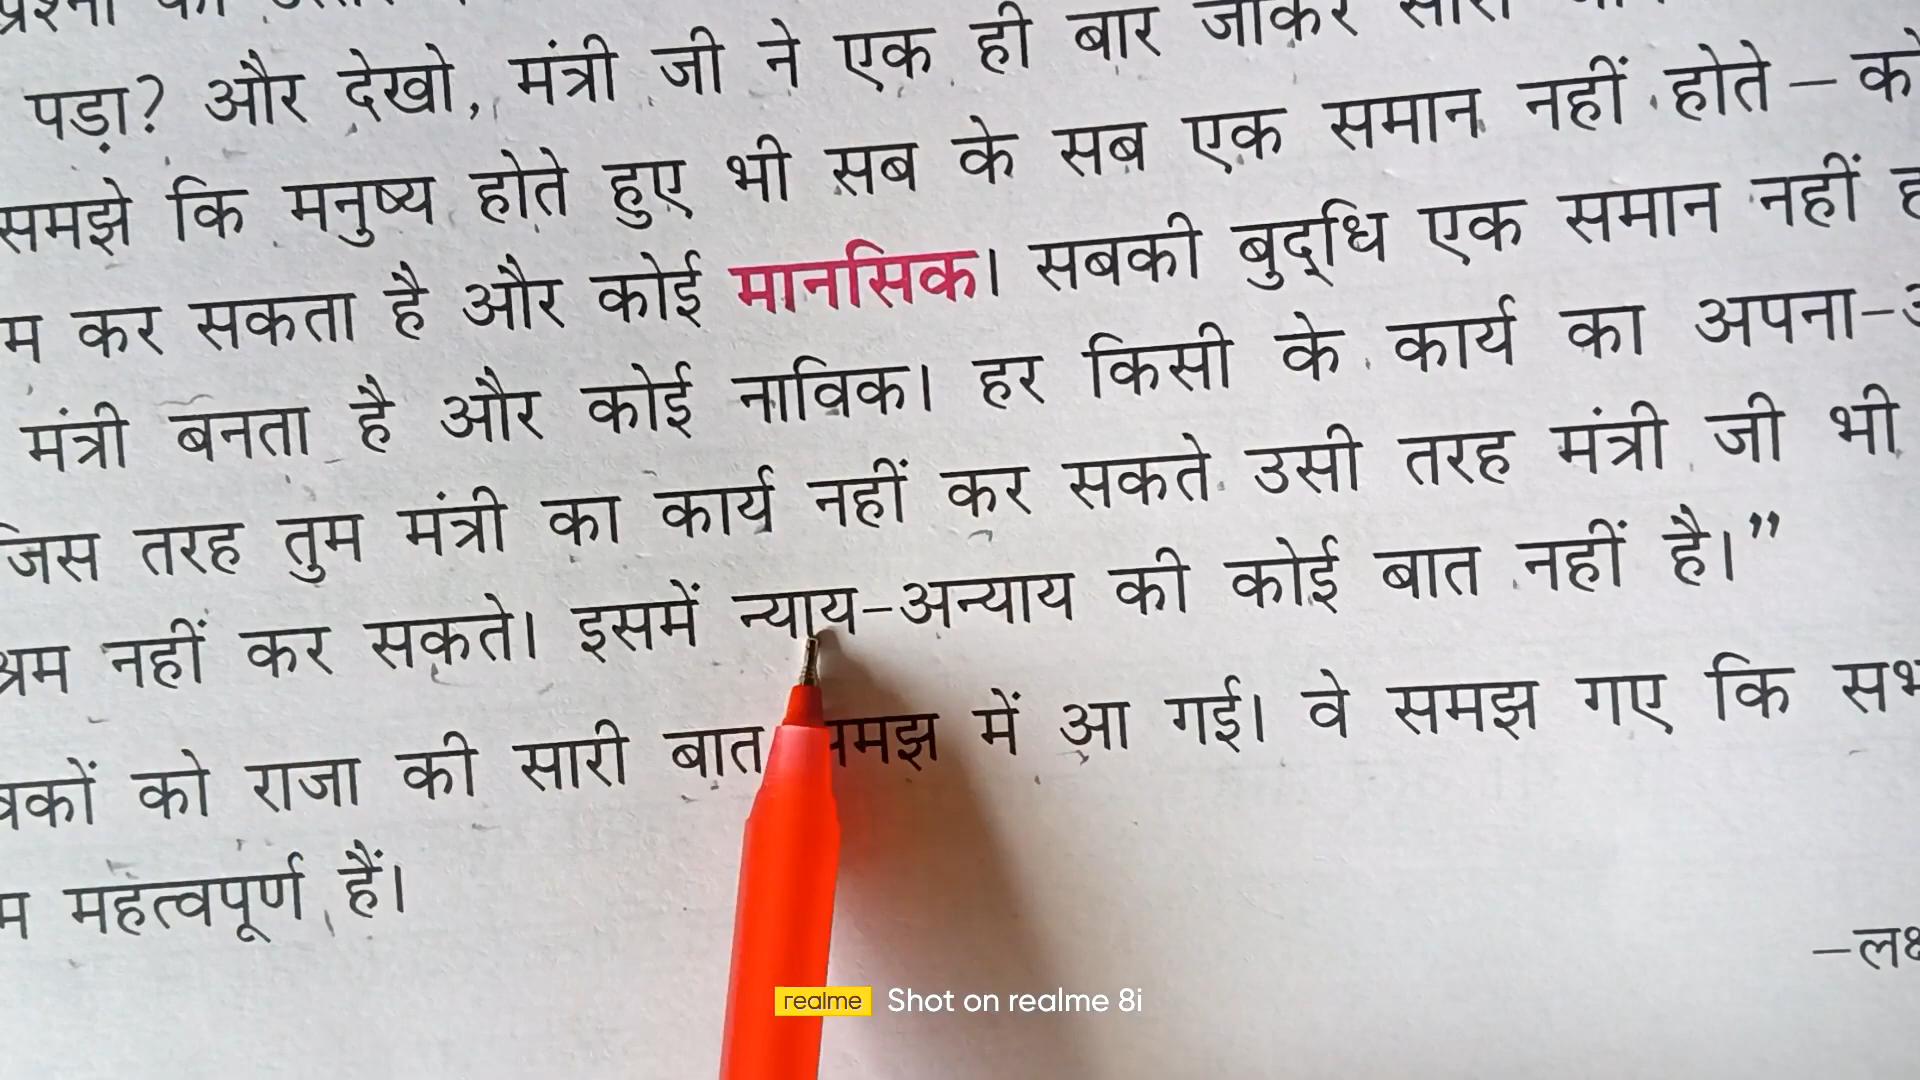 पड़ा? और देखो, मंत्री जी ने एक ही बार जाकर
समझे कि मनुष्य होते हुए भी सब के सब एक समान नहीं होते –
म कर सकता है और कोई मानसिक। सबकी बुद्‌धि एक समान नहीं
मंत्री बनता है और कोई नाविक। हर किसी के कार्य का अपना-
जिस तरह तुम मंत्री का कार्य नहीं कर सकते उसी तरह मंत्री जी भी
श्रम नहीं कर सकते। इसमें न्याय-अन्याय की कोई बात नहीं है।”
को राजा की सारी बात समझ में आ गई। वे समझ गए कि
म महत्वपूर्ण हैं।
–लक्ष
realme Shot on realme 8i